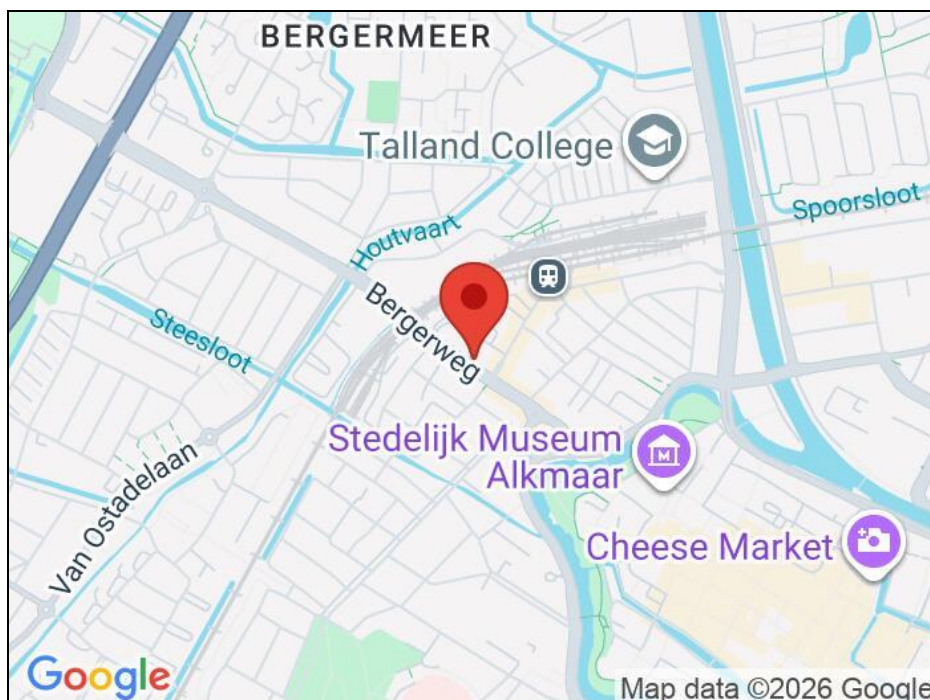 BERGERMEER
Talland College
Spoorsloot
Houtvaart
Bergerweg
Steesloot
Stedelijk Museum
Alkmaar
M
Van Ostadelaan
Cheese Market
Google
Map data ©2026 Google